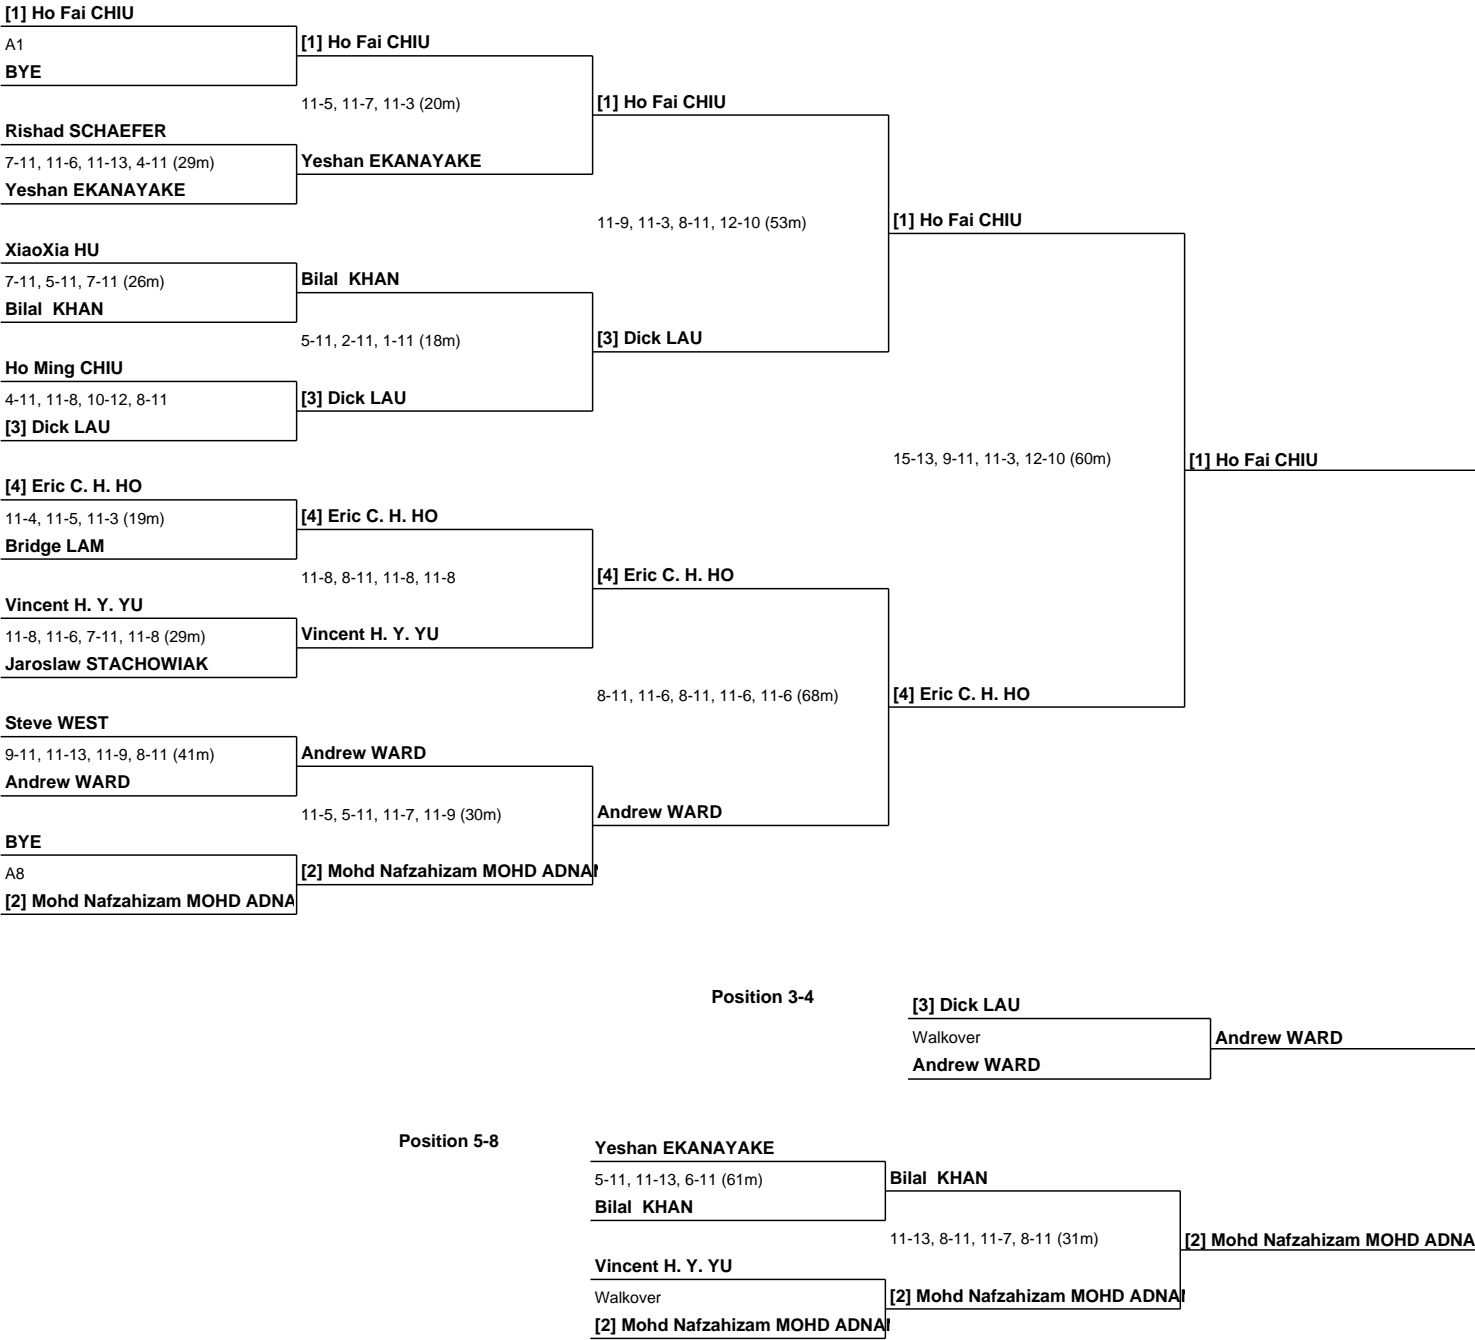 [1] Ho Fai CHIU
A1
BYE
[1] Ho Fai CHIU
11-5, 11-7, 11-3 (20m)
[1] Ho Fai CHIU
Rishad SCHAEFER
7-11, 11-6, 11-13, 4-11 (29m)
Yeshan EKANAYAKE
Yeshan EKANAYAKE
11-9, 11-3, 8-11, 12-10 (53m)
[1] Ho Fai CHIU
XiaoXia HU
7-11, 5-11, 7-11 (26m)
Bilal KHAN
Bilal KHAN
5-11, 2-11, 1-11 (18m)
[3] Dick LAU
Ho Ming CHIU
4-11, 11-8, 10-12, 8-11
[3] Dick LAU
[3] Dick LAU
15-13, 9-11, 11-3, 12-10 (60m)
[1] Ho Fai CHIU
[4] Eric C. H. HO
11-4, 11-5, 11-3 (19m)
Bridge LAM
[4] Eric C. H. HO
11-8, 8-11, 11-8, 11-8
[4] Eric C. H. HO
Vincent H. Y. YU
11-8, 11-6, 7-11, 11-8 (29m)
Jaroslaw STACHOWIAK
Vincent H. Y. YU
8-11, 11-6, 8-11, 11-6, 11-6 (68m)
[4] Eric C. H. HO
Steve WEST
9-11, 11-13, 11-9, 8-11 (41m)
Andrew WARD
Andrew WARD
11-5, 5-11, 11-7, 11-9 (30m)
Andrew WARD
BYE
A8
[2] Mohd Nafzahizam MOHD ADNA
[2] Mohd Nafzahizam MOHD ADNAN
Position 3-4
[3] Dick LAU
Walkover
Andrew WARD
Andrew WARD
Position 5-8
Yeshan EKANAYAKE
5-11, 11-13, 6-11 (61m)
Bilal KHAN
Bilal KHAN
11-13, 8-11, 11-7, 8-11 (31m)
[2] Mohd Nafzahizam MOHD ADNA
Vincent H. Y. YU
Walkover
[2] Mohd Nafzahizam MOHD ADNAN
[2] Mohd Nafzahizam MOHD ADNAN